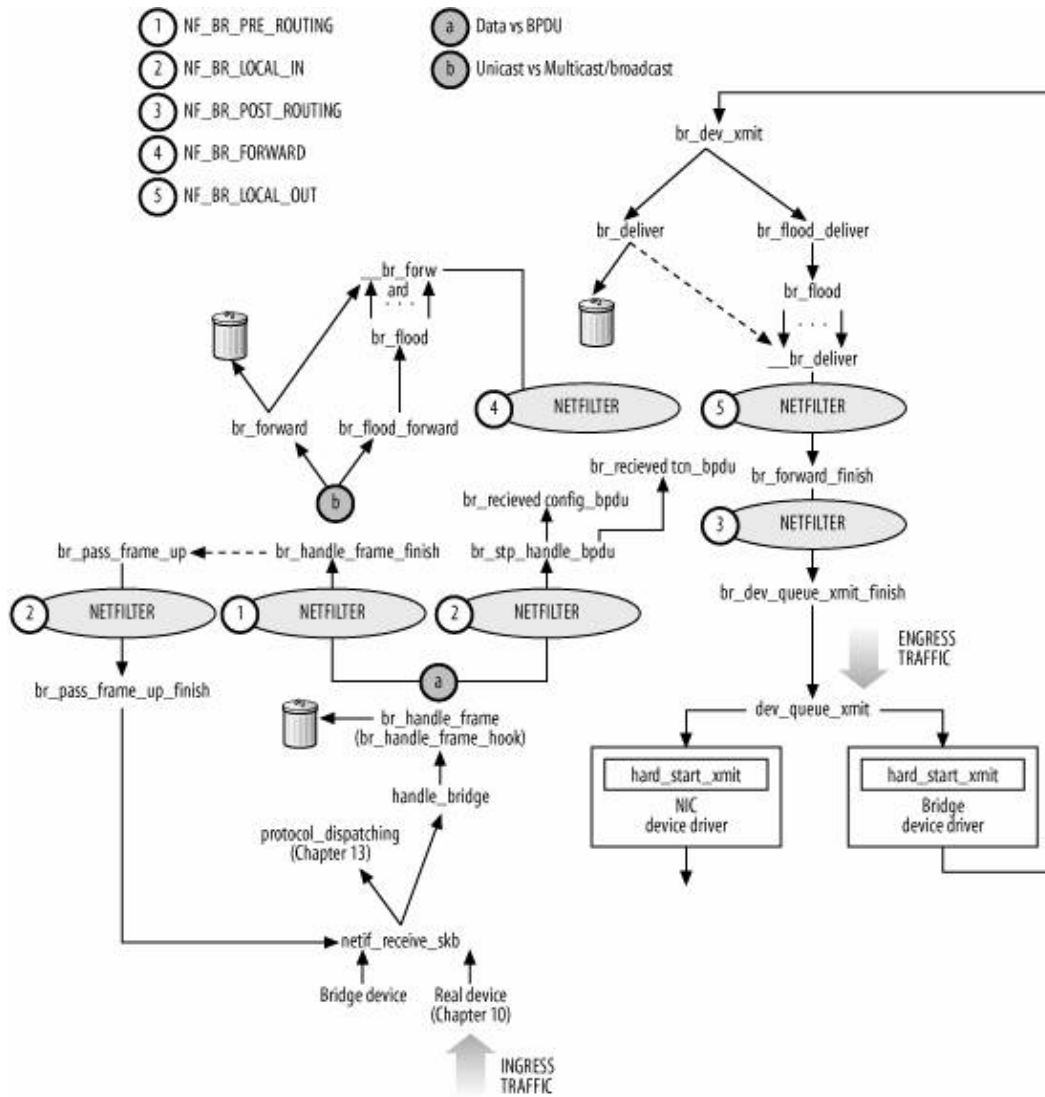 1 NF_BR_PRE_ROUTING
2 NF_BR_LOCAL_IN
3 NF_BR_POST_ROUTING
4 NF_BR_FORWARD
5 NF_BR_LOCAL_OUT
a Data vs BPDU
b Unicast vs Multicast/broadcast
br_dev_xmit
br_deliver
br_flood_deliver
br_flood
. . .
__br_deliver
__br_forw
ard
. . .
br_flood
br_forward
br_flood_forward
b
4 NETFILTER
5 NETFILTER
br_forward_finish
3 NETFILTER
br_dev_queue_xmit_finish
ENGRESS
TRAFFIC
dev_queue_xmit
hard_start_xmit
NIC
device driver
hard_start_xmit
Bridge
device driver
br_recieved tcn_bpdu
br_recieved config_bpdu
br_pass_frame_up
br_handle_frame_finish
br_stp_handle_bpdu
2 NETFILTER
1 NETFILTER
2 NETFILTER
a
br_pass_frame_up_finish
br_handle_frame
(br_handle_frame_hook)
handle_bridge
protocol_dispatching
(Chapter 13)
netif_receive_skb
Bridge device
Real device
(Chapter 10)
INGRESS
TRAFFIC